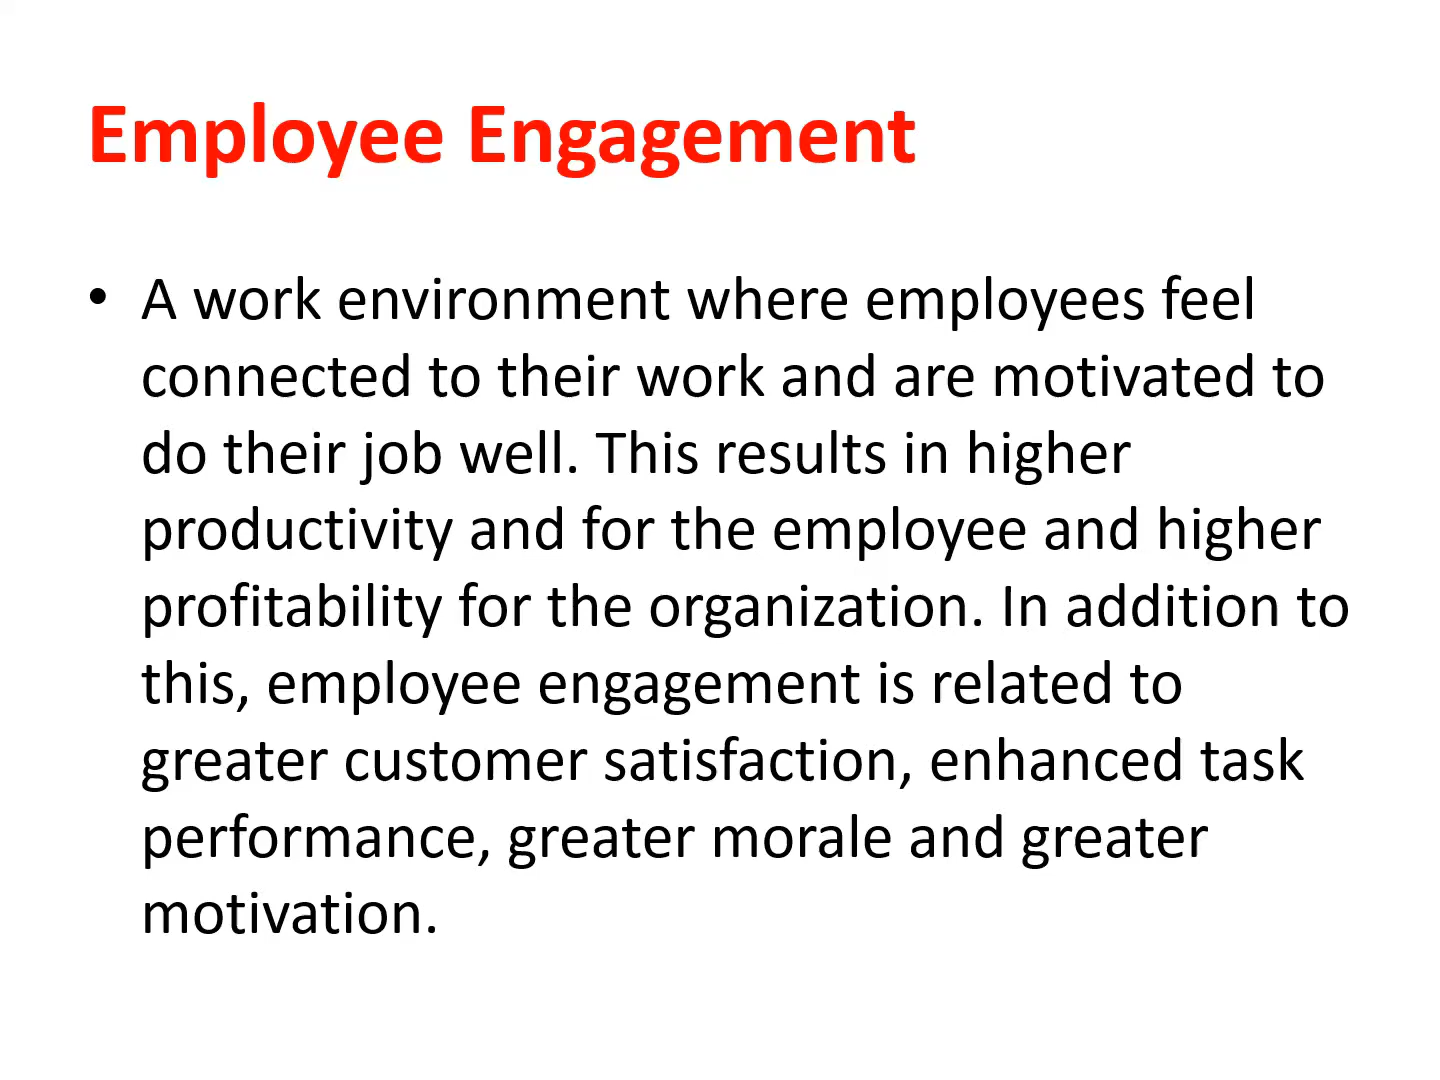 Employee Engagement
• A work environment where employees feel
connected to their work and are motivated to
do their job well. This results in higher
productivity and for the employee and higher
profitability for the organization. In addition to
this, employee engagement is related to
greater customer satisfaction, enhanced task
performance, greater morale and greater
motivation.